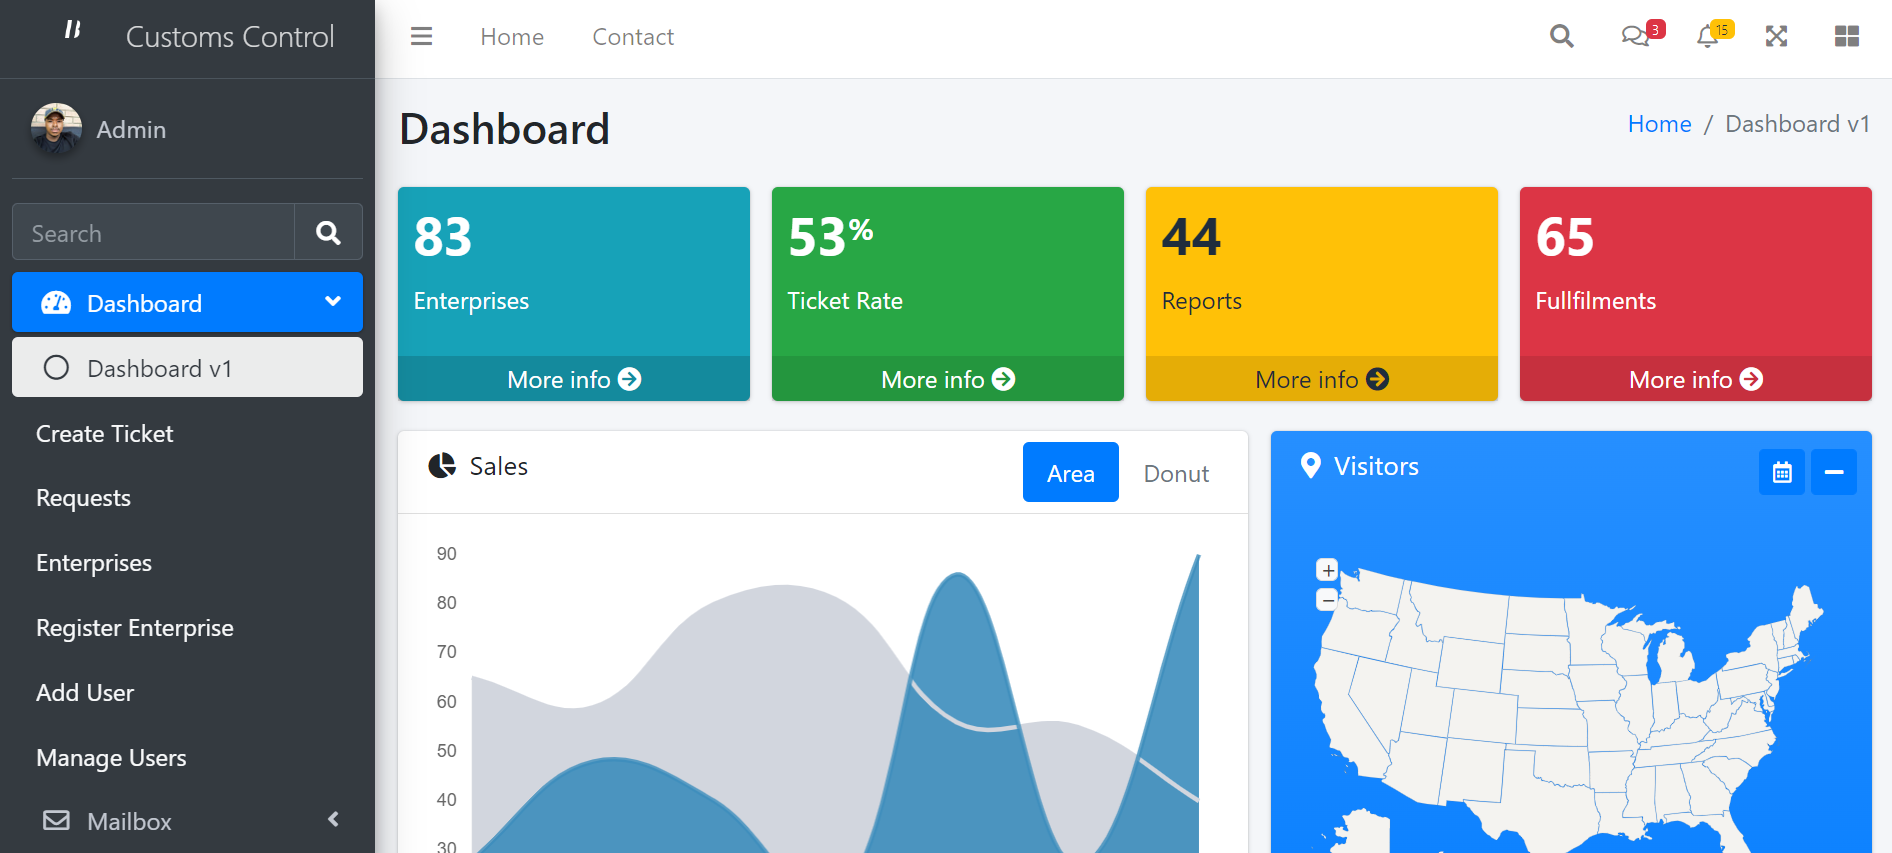 Customs Control
Home
Contact
3
15
Admin
Search
Dashboard
Dashboard v1
Create Ticket
Requests
Enterprises
Register Enterprise
Add User
Manage Users
Mailbox
Dashboard
Home / Dashboard v1
83
Enterprises
More info
53%
Ticket Rate
More info
44
Reports
More info
65
Fullfilments
More info
Sales
Area
Donut
90
80
70
60
50
40
30
Visitors
+
−